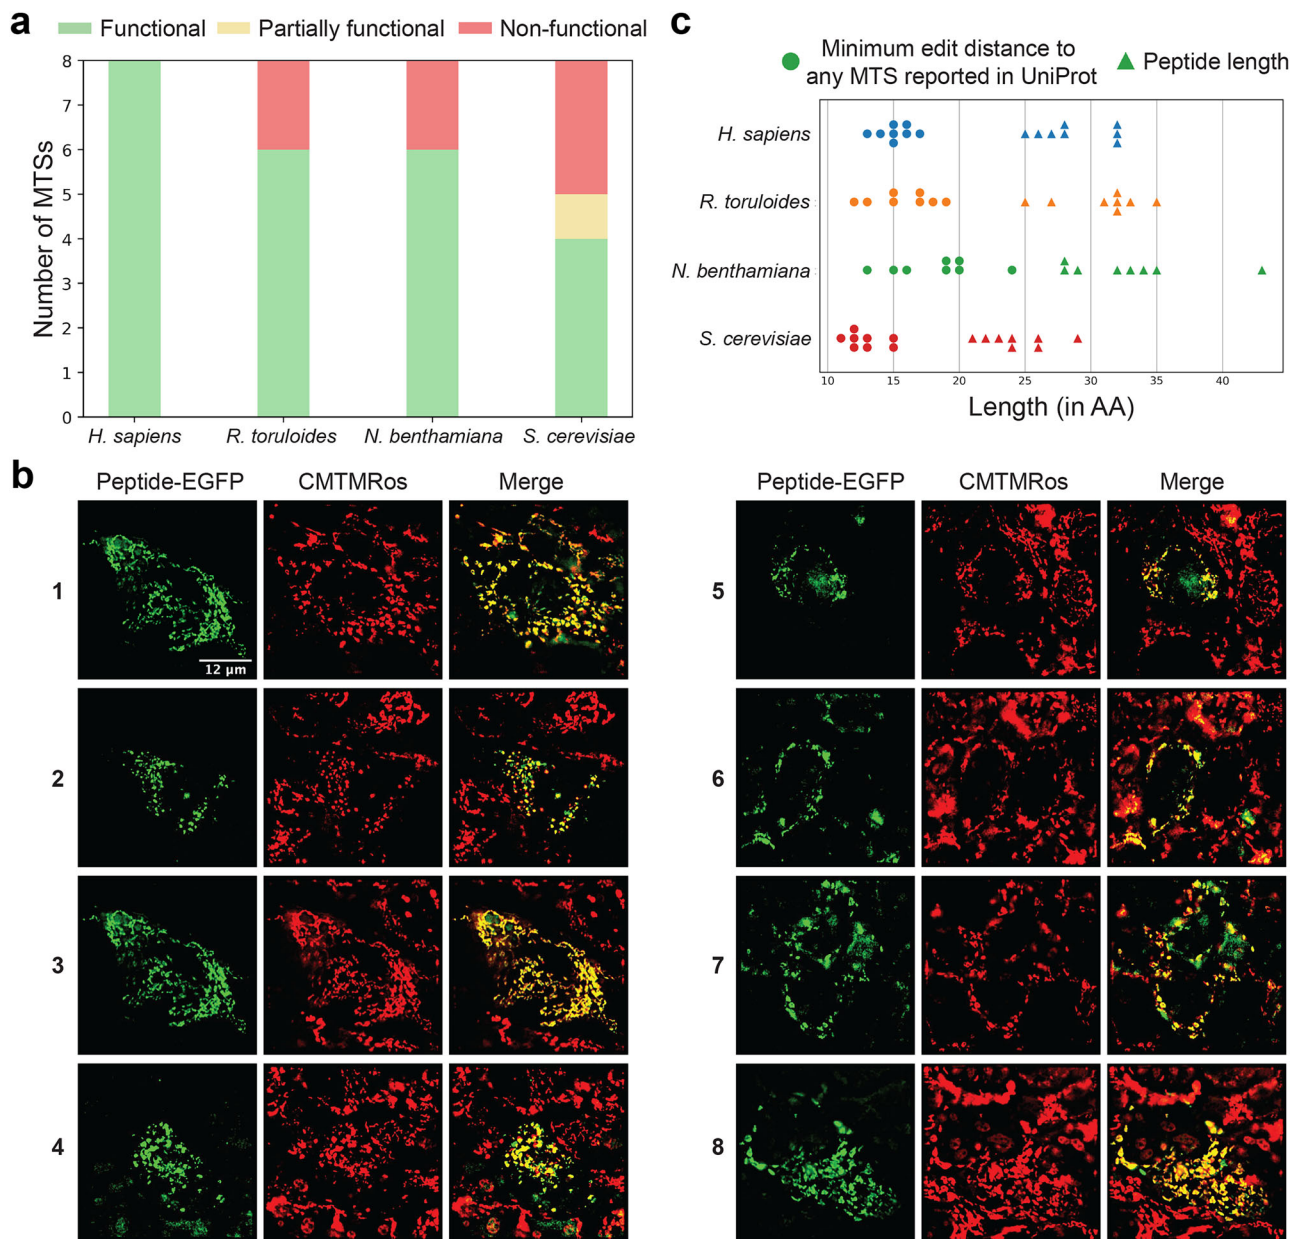 a
Functional
Partially functional
Non-functional
Number of MTSs
8
7
6
5
4
3
2
1
0
H. sapiens
R. toruloides
N. benthamiana
S. cerevisiae
c
Minimum edit distance to
any MTS reported in UniProt
Peptide length
H. sapiens
R. toruloides
N. benthamiana
S. cerevisiae
10 15 20 25 30 35 40
Length (in AA)
b
Peptide-EGFP CMTMRos Merge
1
12 µm
2
3
4
Peptide-EGFP CMTMRos Merge
5
6
7
8